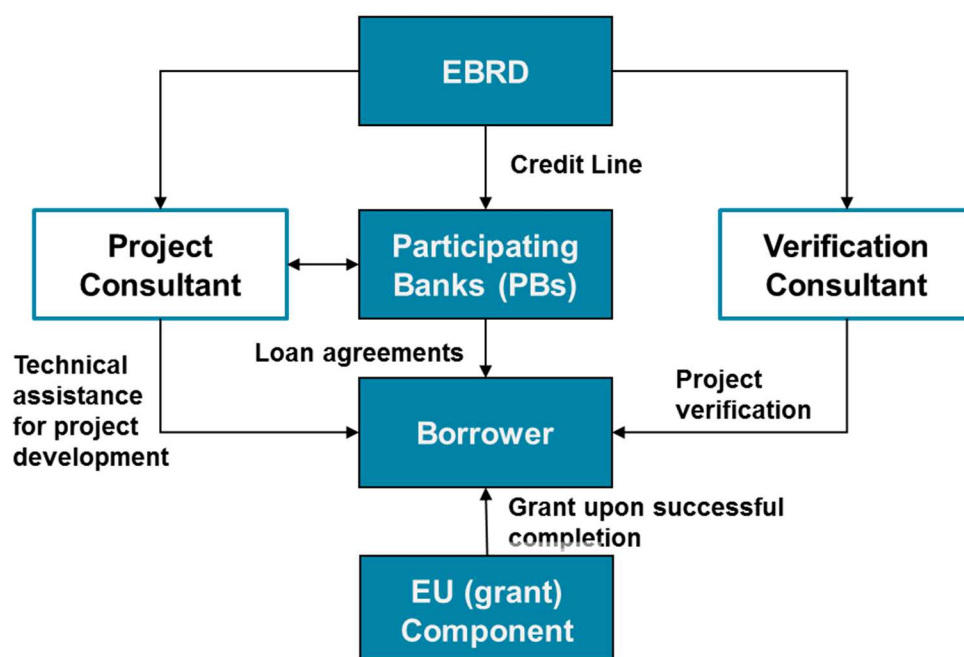 EBRD
Credit Line
Project
Consultant
Participating
Banks (PBs)
Verification
Consultant
Loan agreements
Technical
assistance
for project
development
Project
verification
Borrower
Grant upon successful
completion
EU (grant)
Component